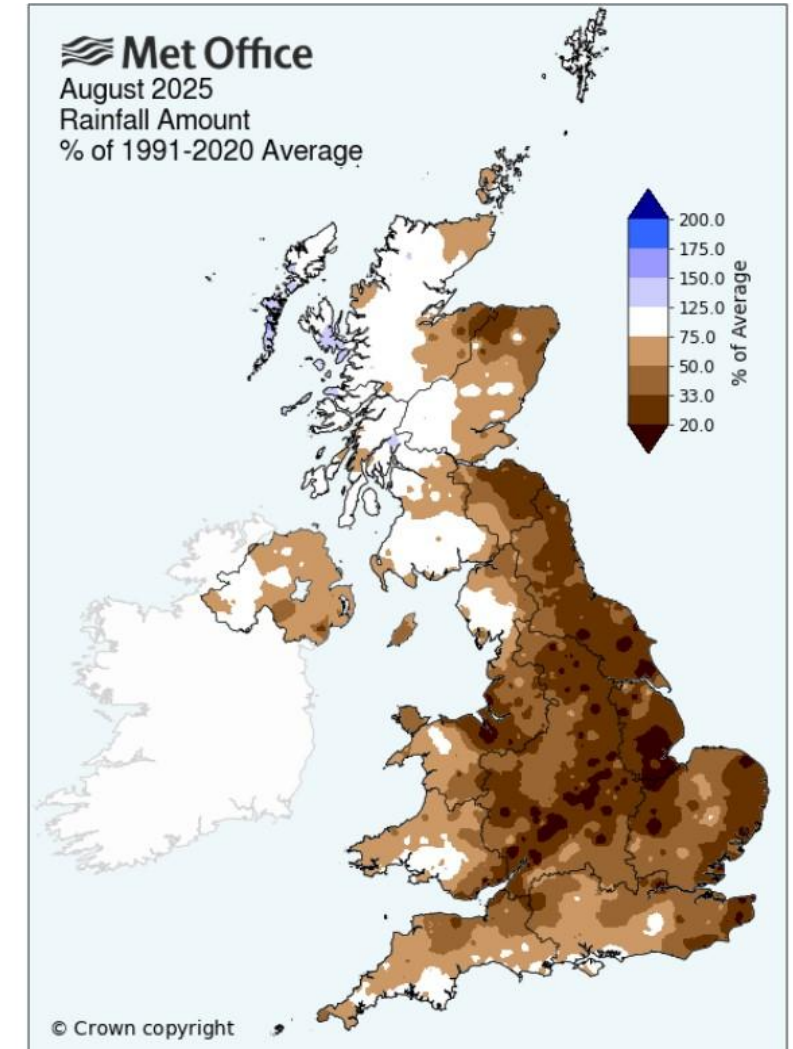 Met Office
August 2025
Rainfall Amount
% of 1991-2020 Average
200.0
175.0
150.0
125.0
75.0
50.0
33.0
20.0
% of Average
© Crown copyright